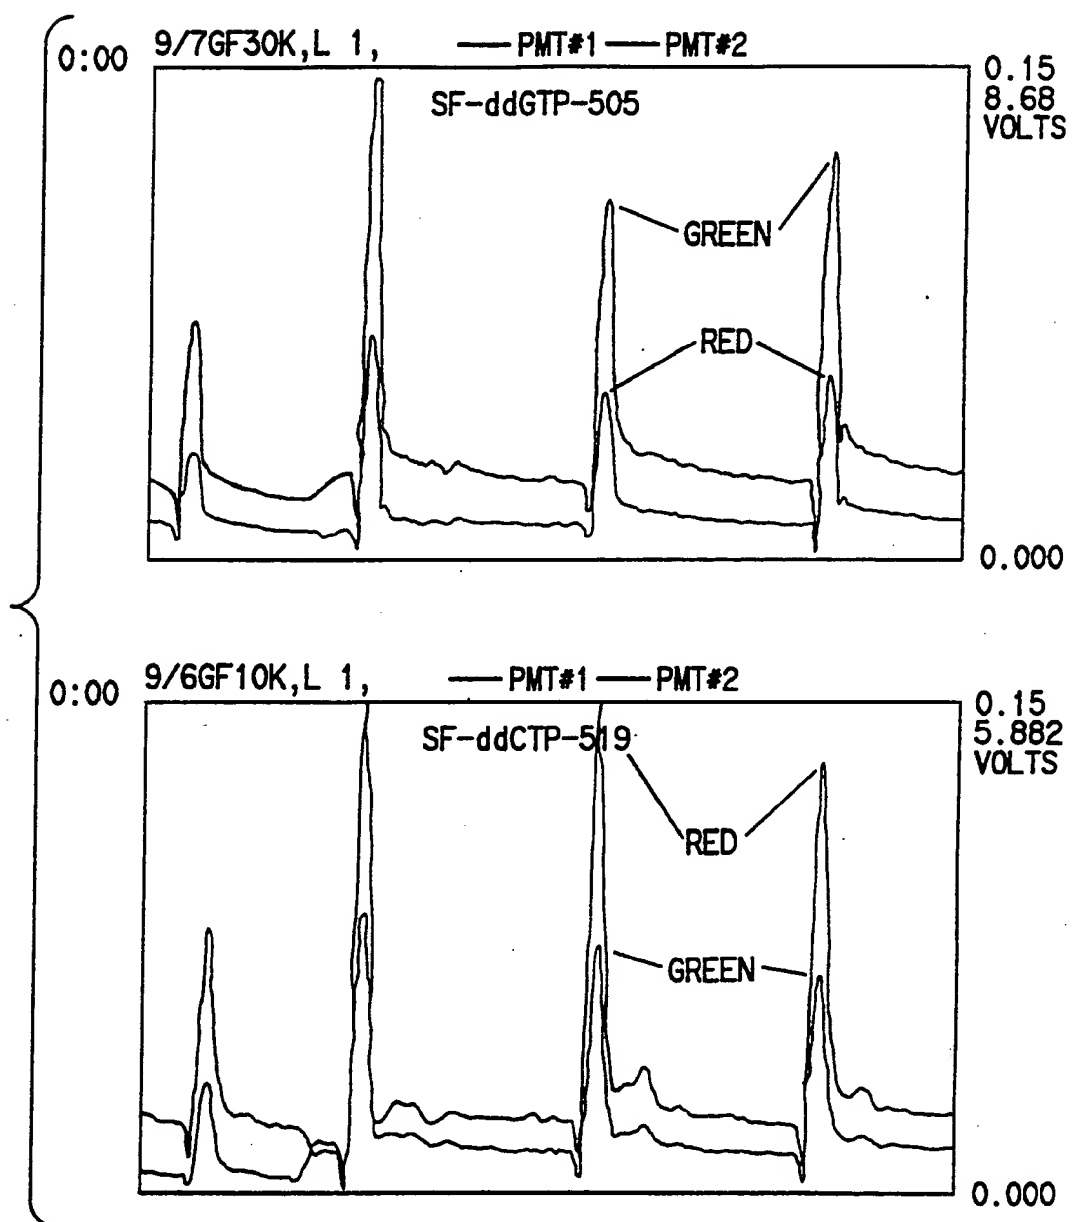 0:00 9/7GF30K,L 1, PMT#1 PMT#2
0.15
8.68
VOLTS
SF-ddGTP-505
GREEN
RED
0.000
0:00 9/6GF10K,L 1, PMT#1 PMT#2
0.15
5.882
VOLTS
SF-ddCTP-519
RED
GREEN
0.000